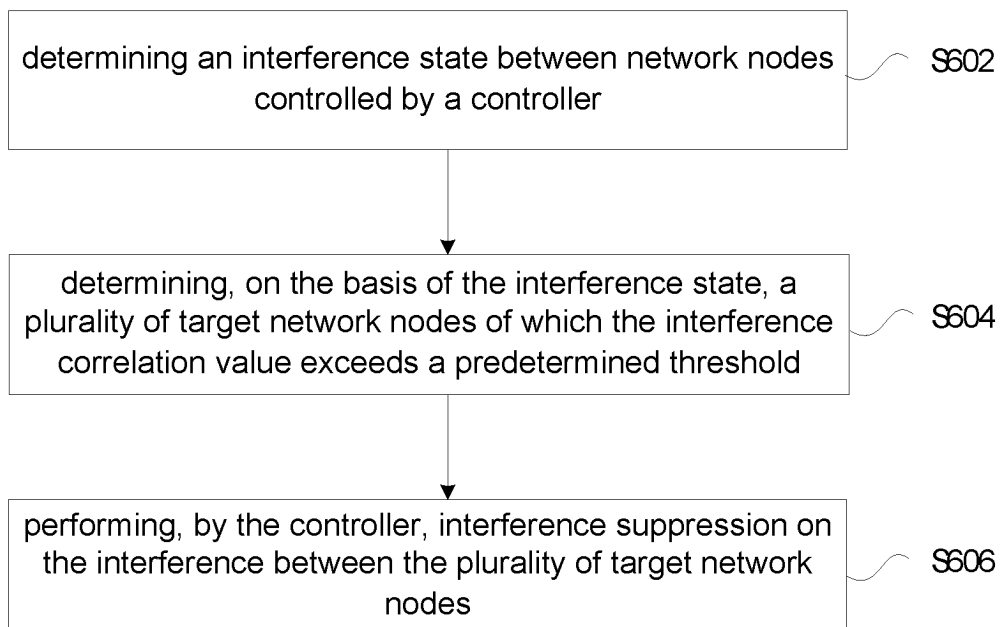 determining an interference state between network nodes
controlled by a controller
S602
determining, on the basis of the interference state, a
plurality of target network nodes of which the interference
correlation value exceeds a predetermined threshold
S604
performing, by the controller, interference suppression on
the interference between the plurality of target network
nodes
S606